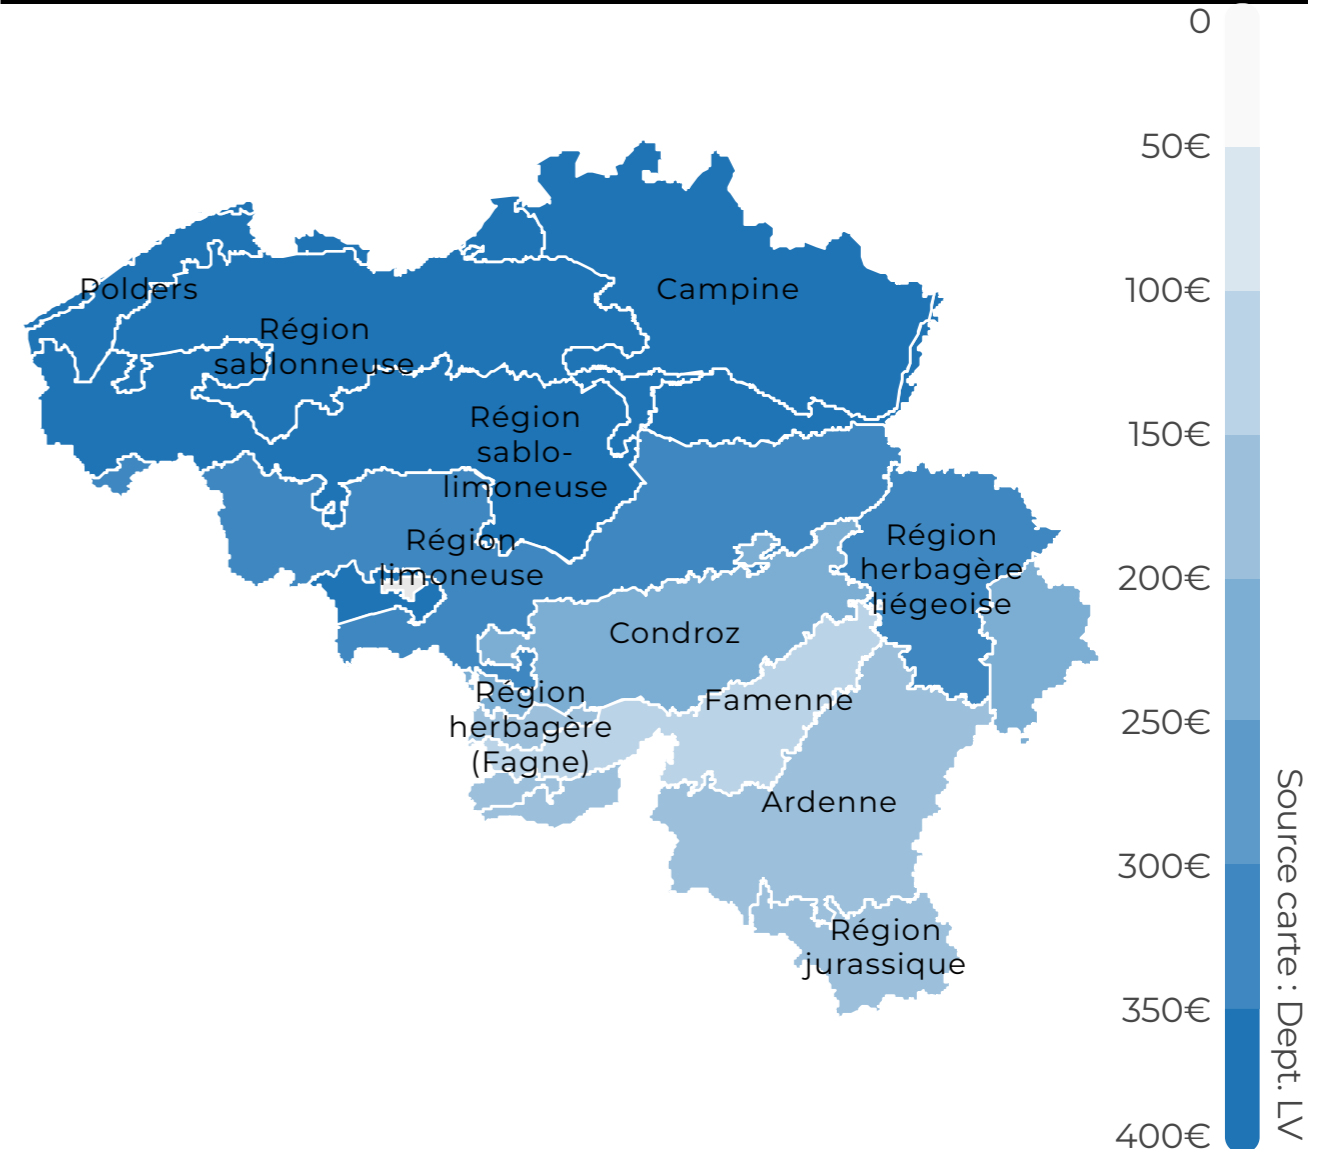 0
50€
100€
150€
200€
250€
300€
350€
400€
Source carte : Dept. LV
Polders
Campine
Région
sablonneuse
Région
sablo-
limoneuse
Région
limoneuse
Région
herbagère
liégeoise
Condroz
Région
herbagère
(Fagne)
Famenne
Ardenne
Région
jurassique